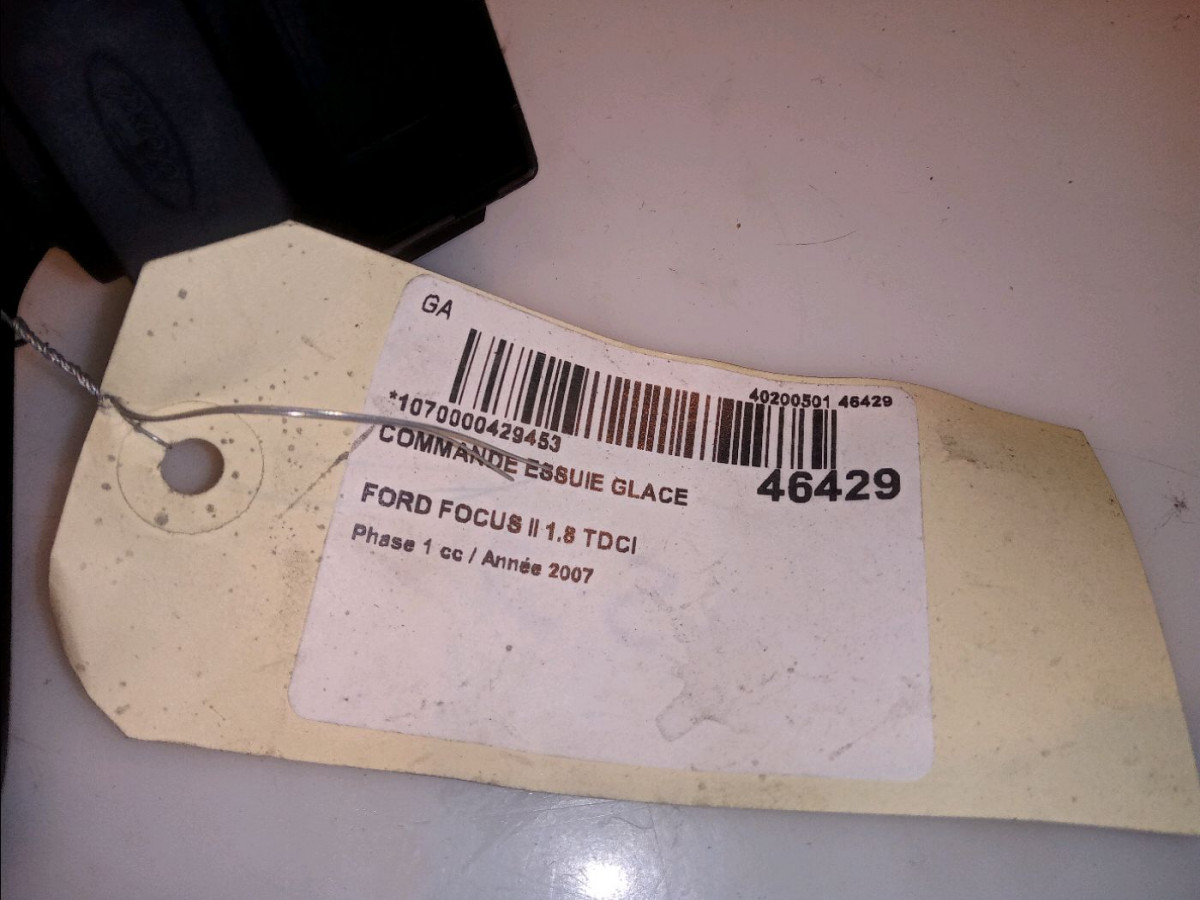 GA
40200501 46429
*1070000429453
COMMANDE ESSUIE GLACE
46429
FORD FOCUS II 1.8 TDCI
Phase 1 cc / Année 2007